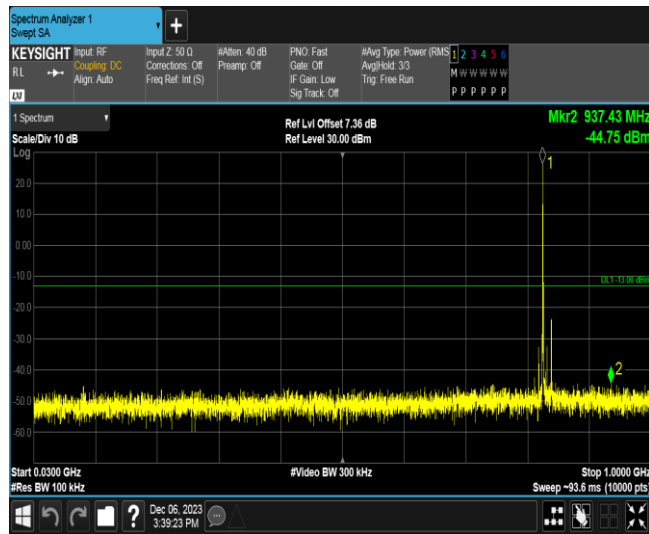 Spectrum Analyzer 1
Swept SA
+
KEYSIGHT
RL
LXI
Input: RF
Coupling: DC
Align: Auto
Input Z: 50 Ω
Corrections: Off
Freq Ref: Int (S)
#Atten: 40 dB
Preamp: Off
PNO: Fast
Gate: Off
IF Gain: Low
Sig Track: Off
#Avg Type: Power (RMS
Avg|Hold: 3/3
Trig: Free Run
1 2 3 4 5 6
M W W W W W
P P P P P P
1 Spectrum
Scale/Div 10 dB
Log
Ref Lvl Offset 7.36 dB
Ref Level 30.00 dBm
Mkr2 937.43 MHz
-44.75 dBm
1
20.0
10.0
0.00
-10.0
DL1 -13.00 dBm
-20.0
-30.0
-40.0
2
-50.0
-60.0
Start 0.0300 GHz
#Res BW 100 kHz
#Video BW 300 kHz
Stop 1.0000 GHz
Sweep ~93.6 ms (10000 pts)
?
Dec 06, 2023
3:39:23 PM